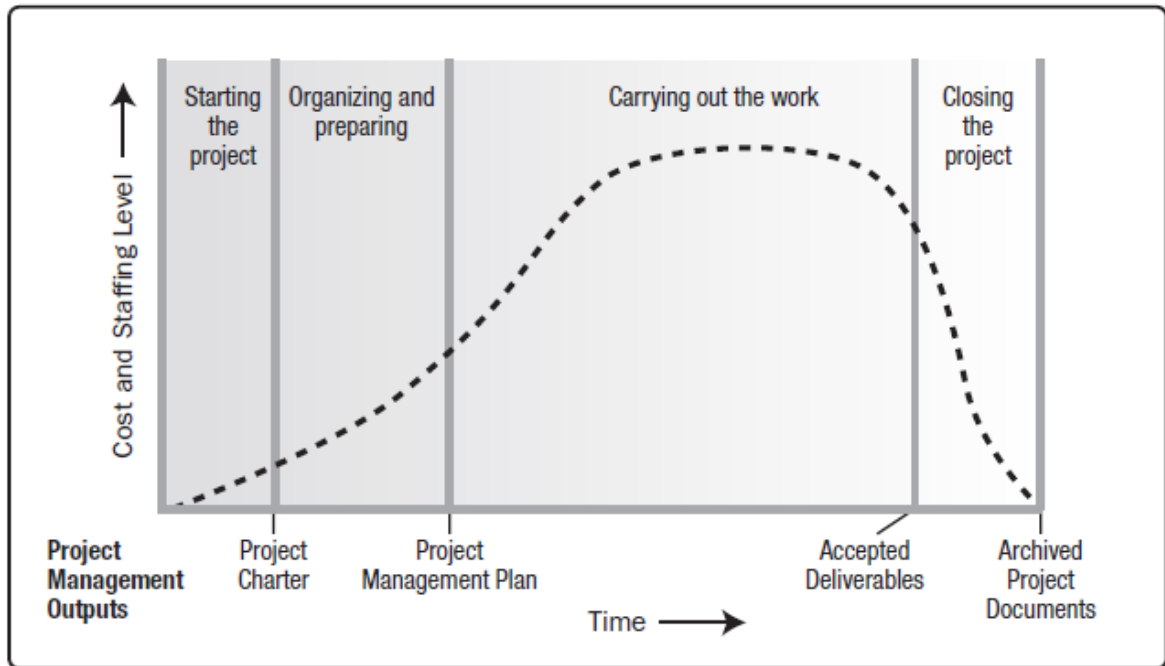 Starting
the
project
Organizing and
preparing
Carrying out the work
Closing
the
project
Cost and Staffing Level
Project
Management
Outputs
Project
Charter
Project
Management Plan
Accepted
Deliverables
Archived
Project
Documents
Time